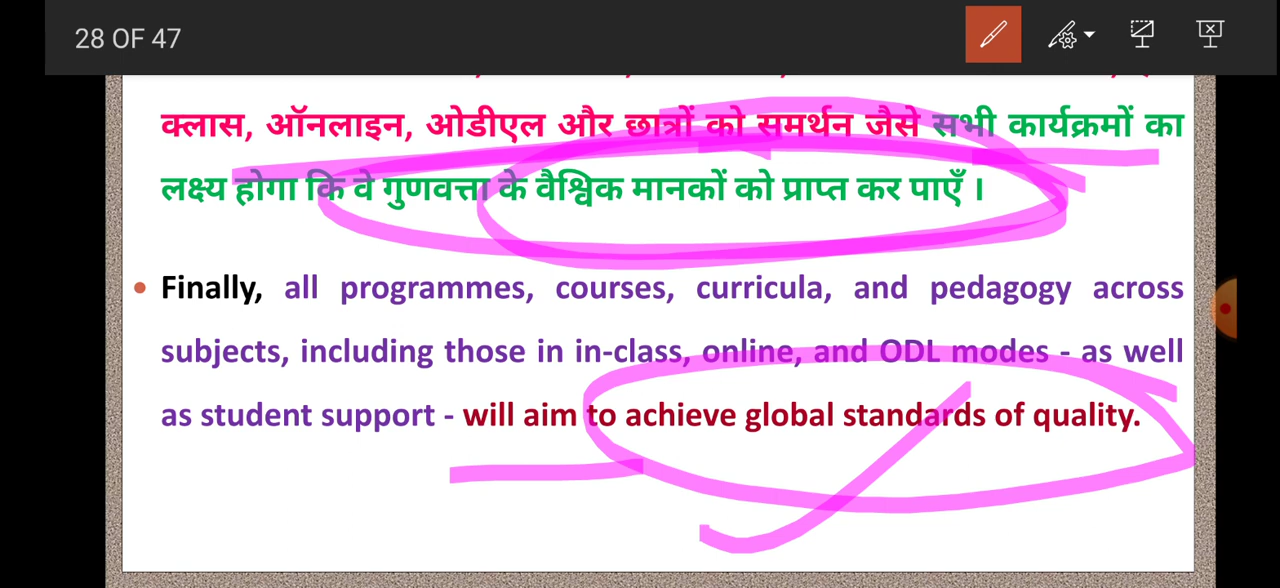 28 OF 47
क्लास, ऑनलाइन, ओडीएल और छात्रों को समर्थन जैसे सभी कार्यक्रमों का
लक्ष्य होगा कि वे गुणवत्ता के वैश्विक मानकों को प्राप्त कर पाएँ ।
• Finally, all programmes, courses, curricula, and pedagogy across
subjects, including those in in-class, online, and ODL modes - as well
as student support - will aim to achieve global standards of quality.